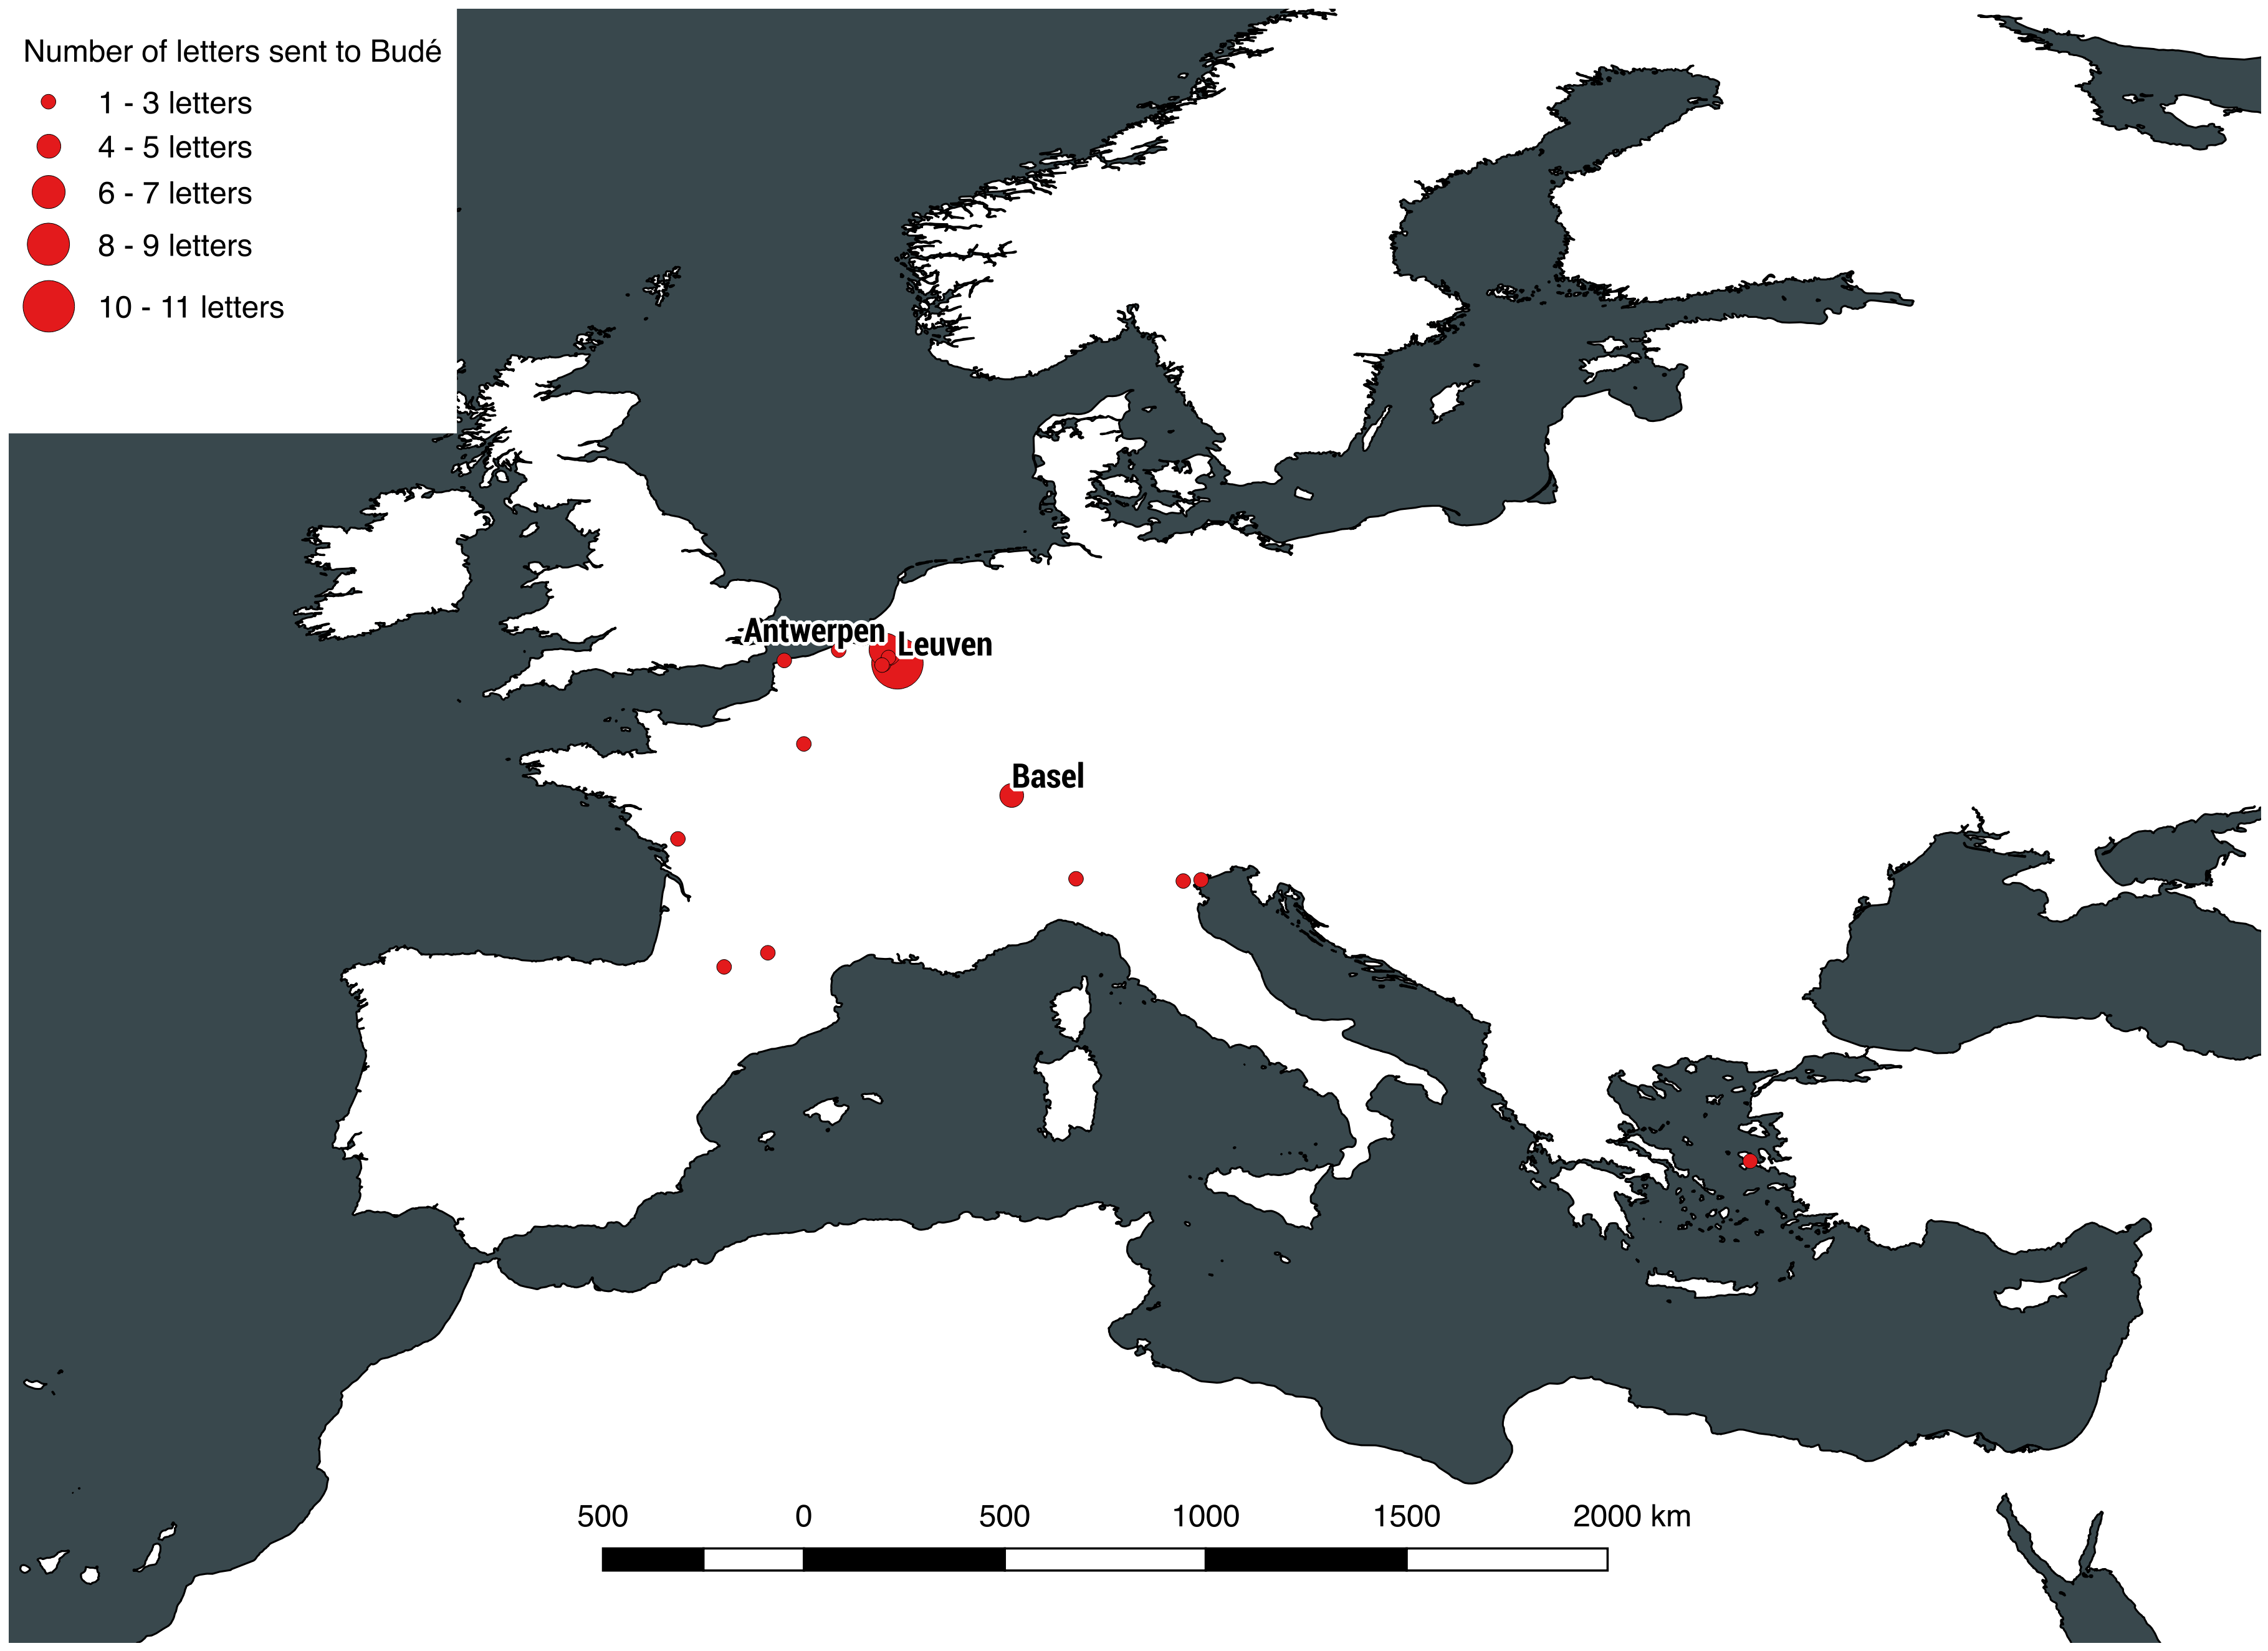 Number of letters sent to Budé
1 - 3 letters
4 - 5 letters
6 - 7 letters
8 - 9 letters
10 - 11 letters
Antwerpen
Leuven
Basel
500 0 500 1000 1500 2000 km